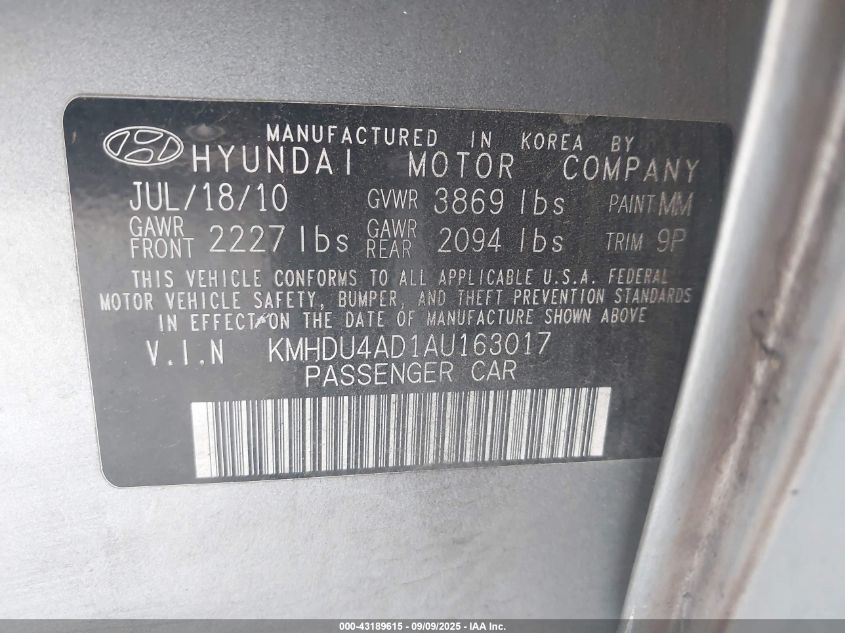 MANUFACTURED IN KOREA BY
HYUNDAI MOTOR COMPANY
JUL/18/10 GVWR 3869 lbs PAINT MM
GAWR FRONT 2227 lbs GAWR REAR 2094 lbs TRIM 9P
THIS VEHICLE CONFORMS TO ALL APPLICABLE U.S.A. FEDERAL
MOTOR VEHICLE SAFETY, BUMPER, AND THEFT PREVENTION STANDARDS
IN EFFECT ON THE DATE OF MANUFACTURE SHOWN ABOVE
V.I.N KMHDU4AD1AU163017
PASSENGER CAR
000-43189615 - 09/09/2025 - IAA Inc.